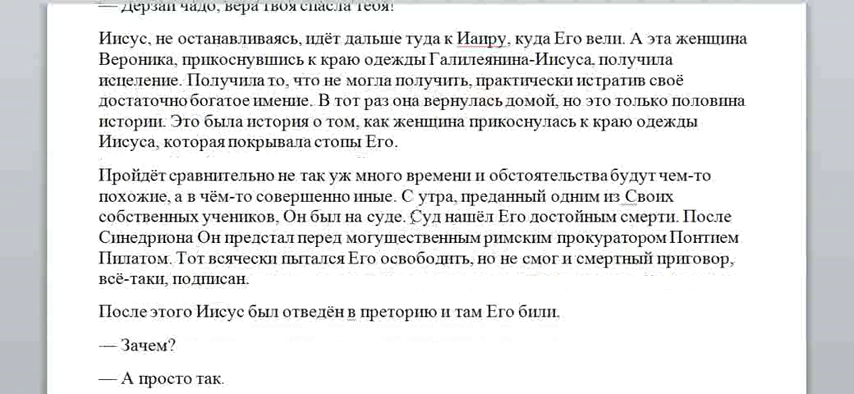 — Дерзай чадо, вера твоя спасла тебя!
Иисус, не останавливаясь, идёт дальше туда к Иаиру, куда Его вели. А эта женщина
Вероника, прикоснувшись к краю одежды Галилеянина-Иисуса, получила
исцеление. Получила то, что не могла получить, практически истратив своё
достаточно богатое имение. В тот раз она вернулась домой, но это только половина
истории. Это была история о том, как женщина прикоснулась к краю одежды
Иисуса, которая покрывала стопы Его.
Пройдёт сравнительно не так уж много времени и обстоятельства будут чем-то
похожие, а в чём-то совершенно иные. С утра, преданный одним из Своих
собственных учеников, Он был на суде. Суд нашёл Его достойным смерти. После
Синедриона Он предстал перед могущественным римским прокуратором Понтием
Пилатом. Тот всячески пытался Его освободить, но не смог и смертный приговор,
всё-таки, подписан.
После этого Иисус был отведён в преторию и там Его били.
— Зачем?
— А просто так.